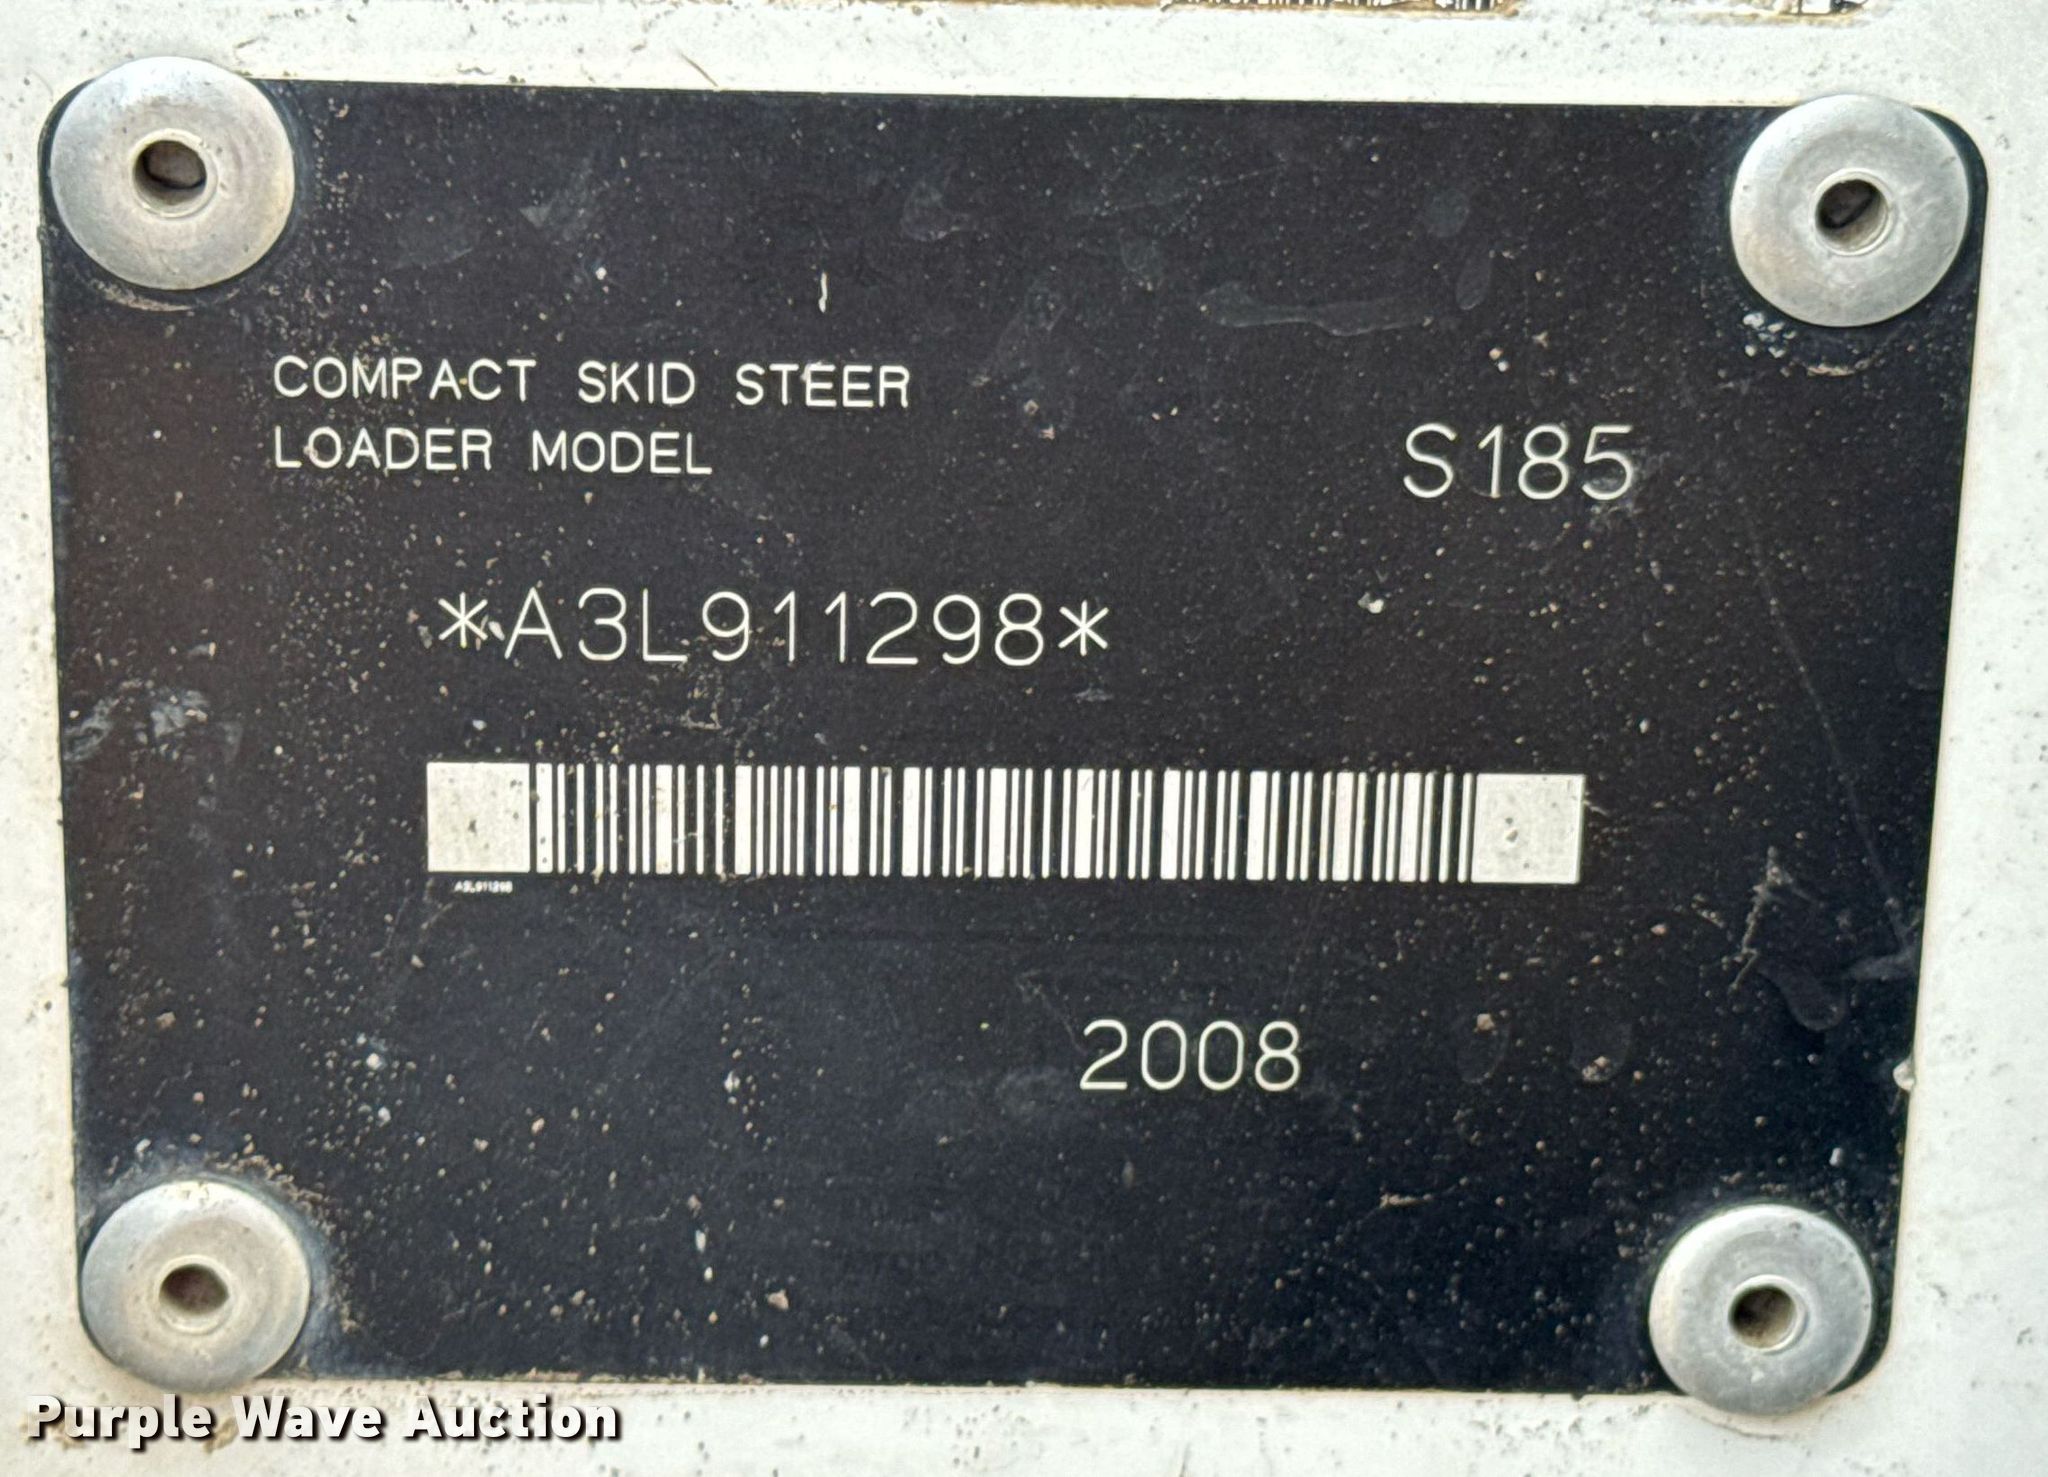 COMPACT SKID STEER
LOADER MODEL
S185
*A3L911298*
A3L911298
2008
Purple Wave Auction